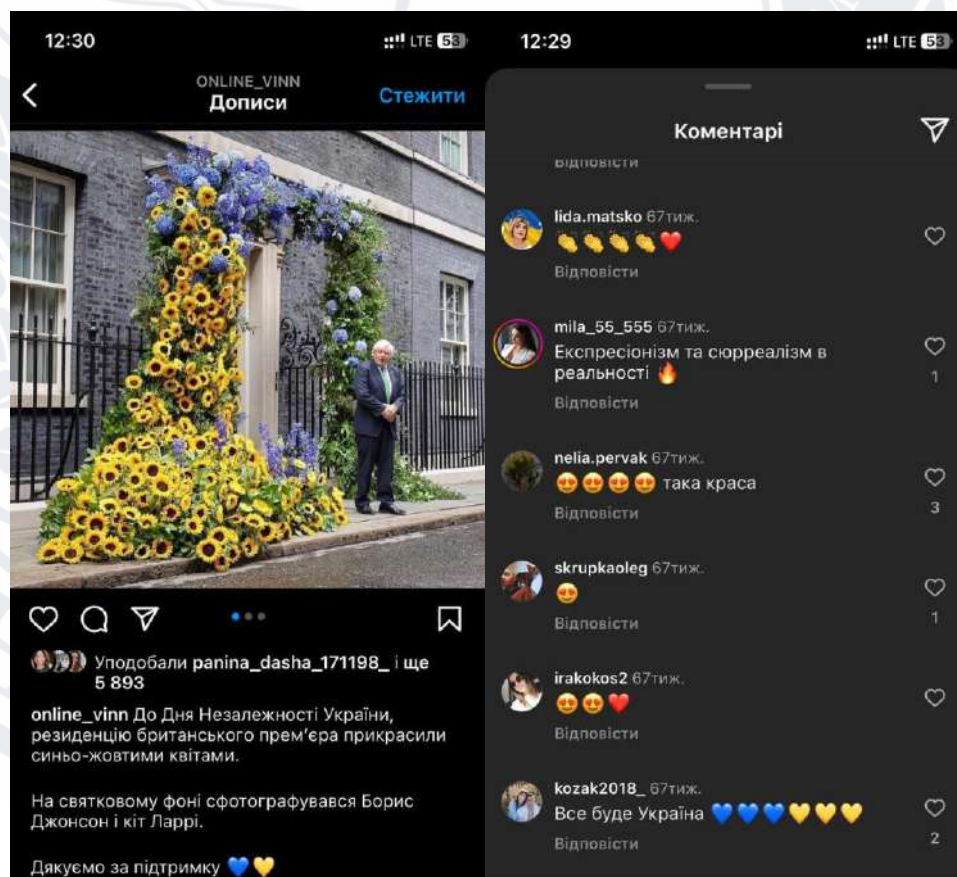 12:30
LTE 53
ONLINE_VINN
Дописи
Стежити
Уподобали panina_dasha_171198_ і ще
5 893
online_vinn До Дня Незалежності України,
резиденцію британського прем’єра прикрасили
синьо-жовтими квітами.
На святковому фоні сфотографувався Борис
Джонсон і кіт Ларрі.
Дякуємо за підтримку 💙💛
12:29
LTE 53
Коментарі
Відповісти
lida.matsko 67тиж.
👏👏👏👏❤️
Відповісти
mila_55_555 67тиж.
Експресіонізм та сюрреалізм в
реальності 🔥
1
Відповісти
nelia.pervak 67тиж.
😍😍😍😍 така краса
3
Відповісти
skrupkaoleg 67тиж.
😍
1
Відповісти
irakokos2 67тиж.
😍😍❤️
Відповісти
kozak2018_ 67тиж.
Все буде Україна 💙💙💙💛💛💛
2
Відповісти